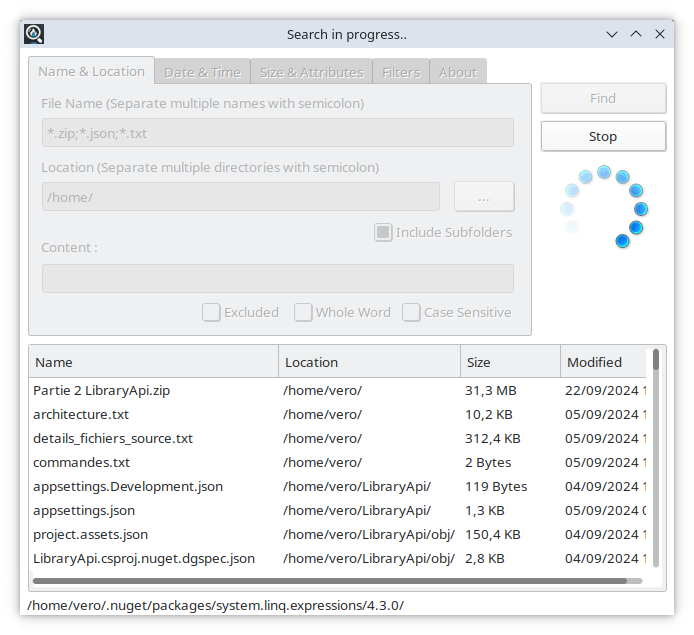 Search in progress..
Name & Location Date & Time Size & Attributes Filters About
File Name (Separate multiple names with semicolon)
*.zip;*.json;*.txt
Location (Separate multiple directories with semicolon)
/home/ ...
Include Subfolders
Content :
Excluded Whole Word Case Sensitive
Find
Stop
Name Location Size Modified
Partie 2 LibraryApi.zip /home/vero/ 31,3 MB 22/09/2024 1
architecture.txt /home/vero/ 10,2 KB 05/09/2024 1
details_fichiers_source.txt /home/vero/ 312,4 KB 05/09/2024 1
commandes.txt /home/vero/ 2 Bytes 05/09/2024 1
appsettings.Development.json /home/vero/LibraryApi/ 119 Bytes 04/09/2024 1
appsettings.json /home/vero/LibraryApi/ 1,3 KB 05/09/2024 0
project.assets.json /home/vero/LibraryApi/obj/ 150,4 KB 04/09/2024 1
LibraryApi.csproj.nuget.dgspec.json /home/vero/LibraryApi/obj/ 2,8 KB 04/09/2024 1
/home/vero/.nuget/packages/system.linq.expressions/4.3.0/